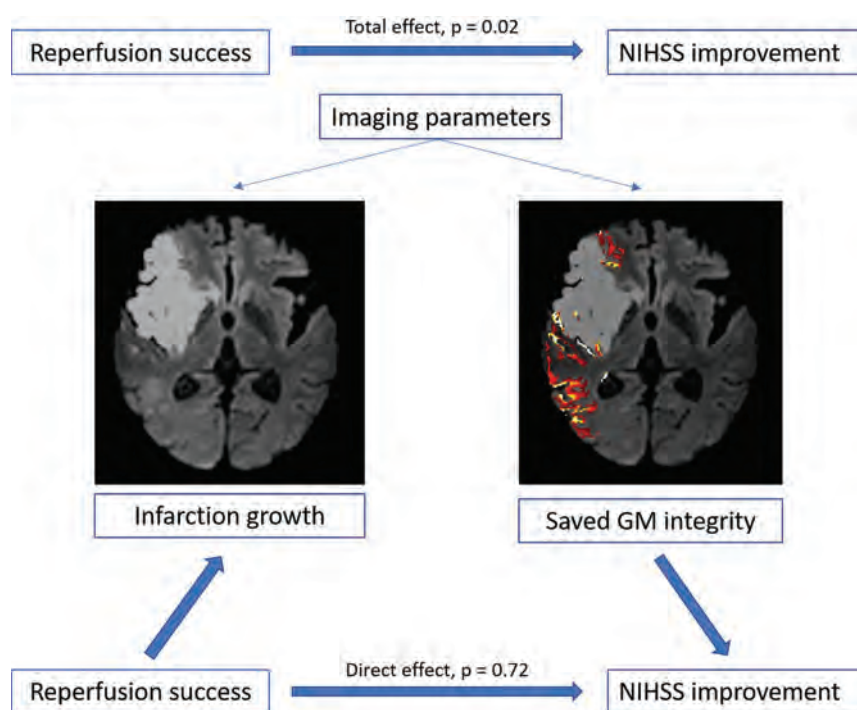 Total effect, p = 0.02
Reperfusion success
NIHSS improvement
Imaging parameters
Infarction growth
Saved GM integrity
Direct effect, p = 0.72
Reperfusion success
NIHSS improvement